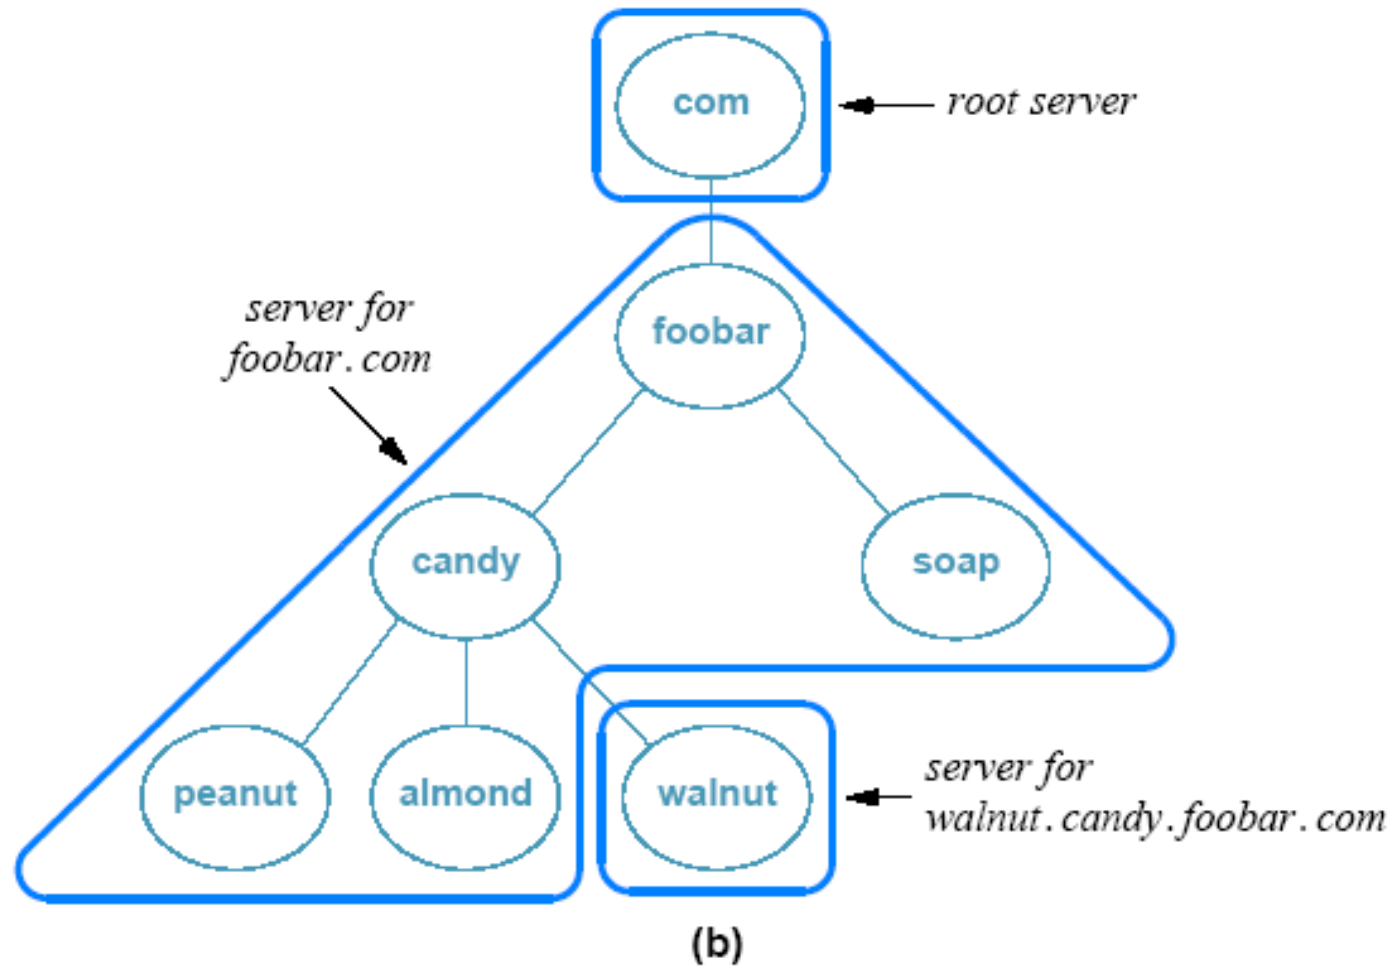 com
root server
server for
foobar.com
foobar
candy
soap
peanut
almond
walnut
server for
walnut.candy.foobar.com
(b)